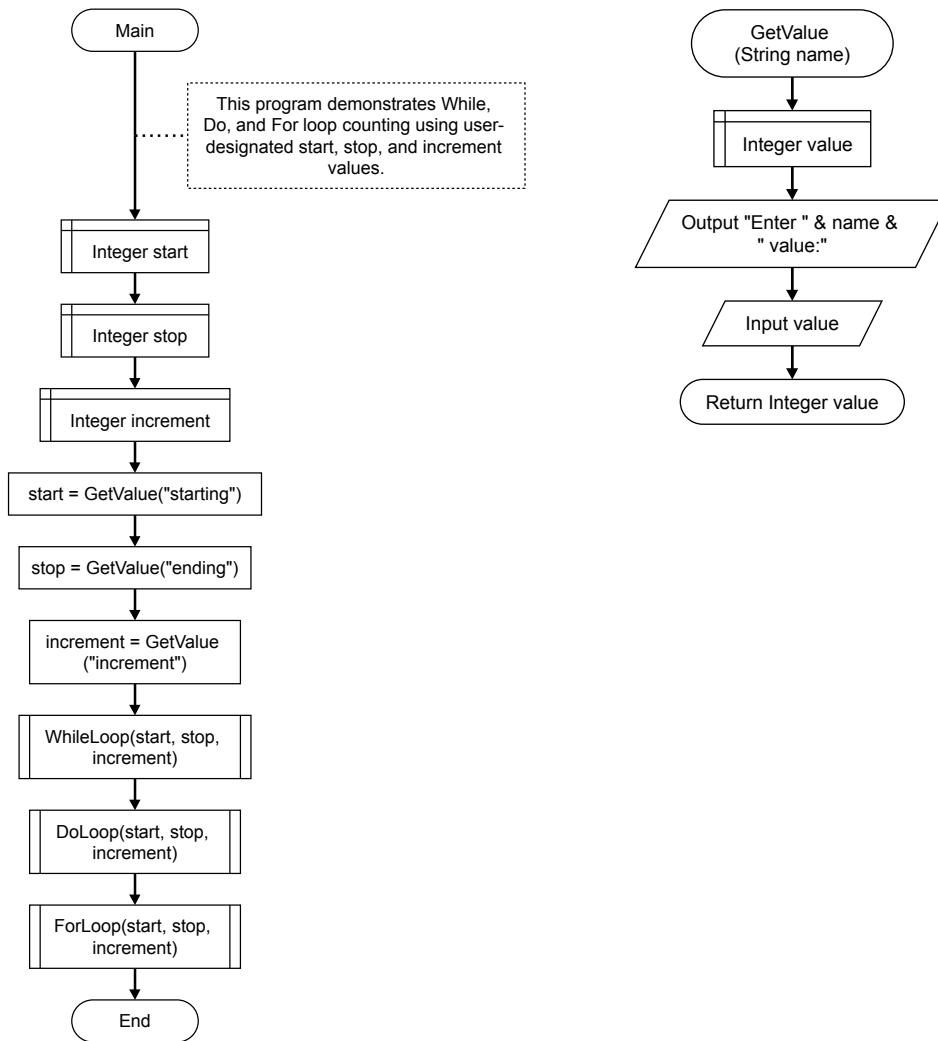 Main
This program demonstrates While,
Do, and For loop counting using user-
designated start, stop, and increment
values.
Integer start
Integer stop
Integer increment
start = GetValue("starting")
stop = GetValue("ending")
increment = GetValue
("increment")
WhileLoop(start, stop,
increment)
DoLoop(start, stop,
increment)
ForLoop(start, stop,
increment)
End
GetValue
(String name)
Integer value
Output "Enter " & name &
" value:"
Input value
Return Integer value